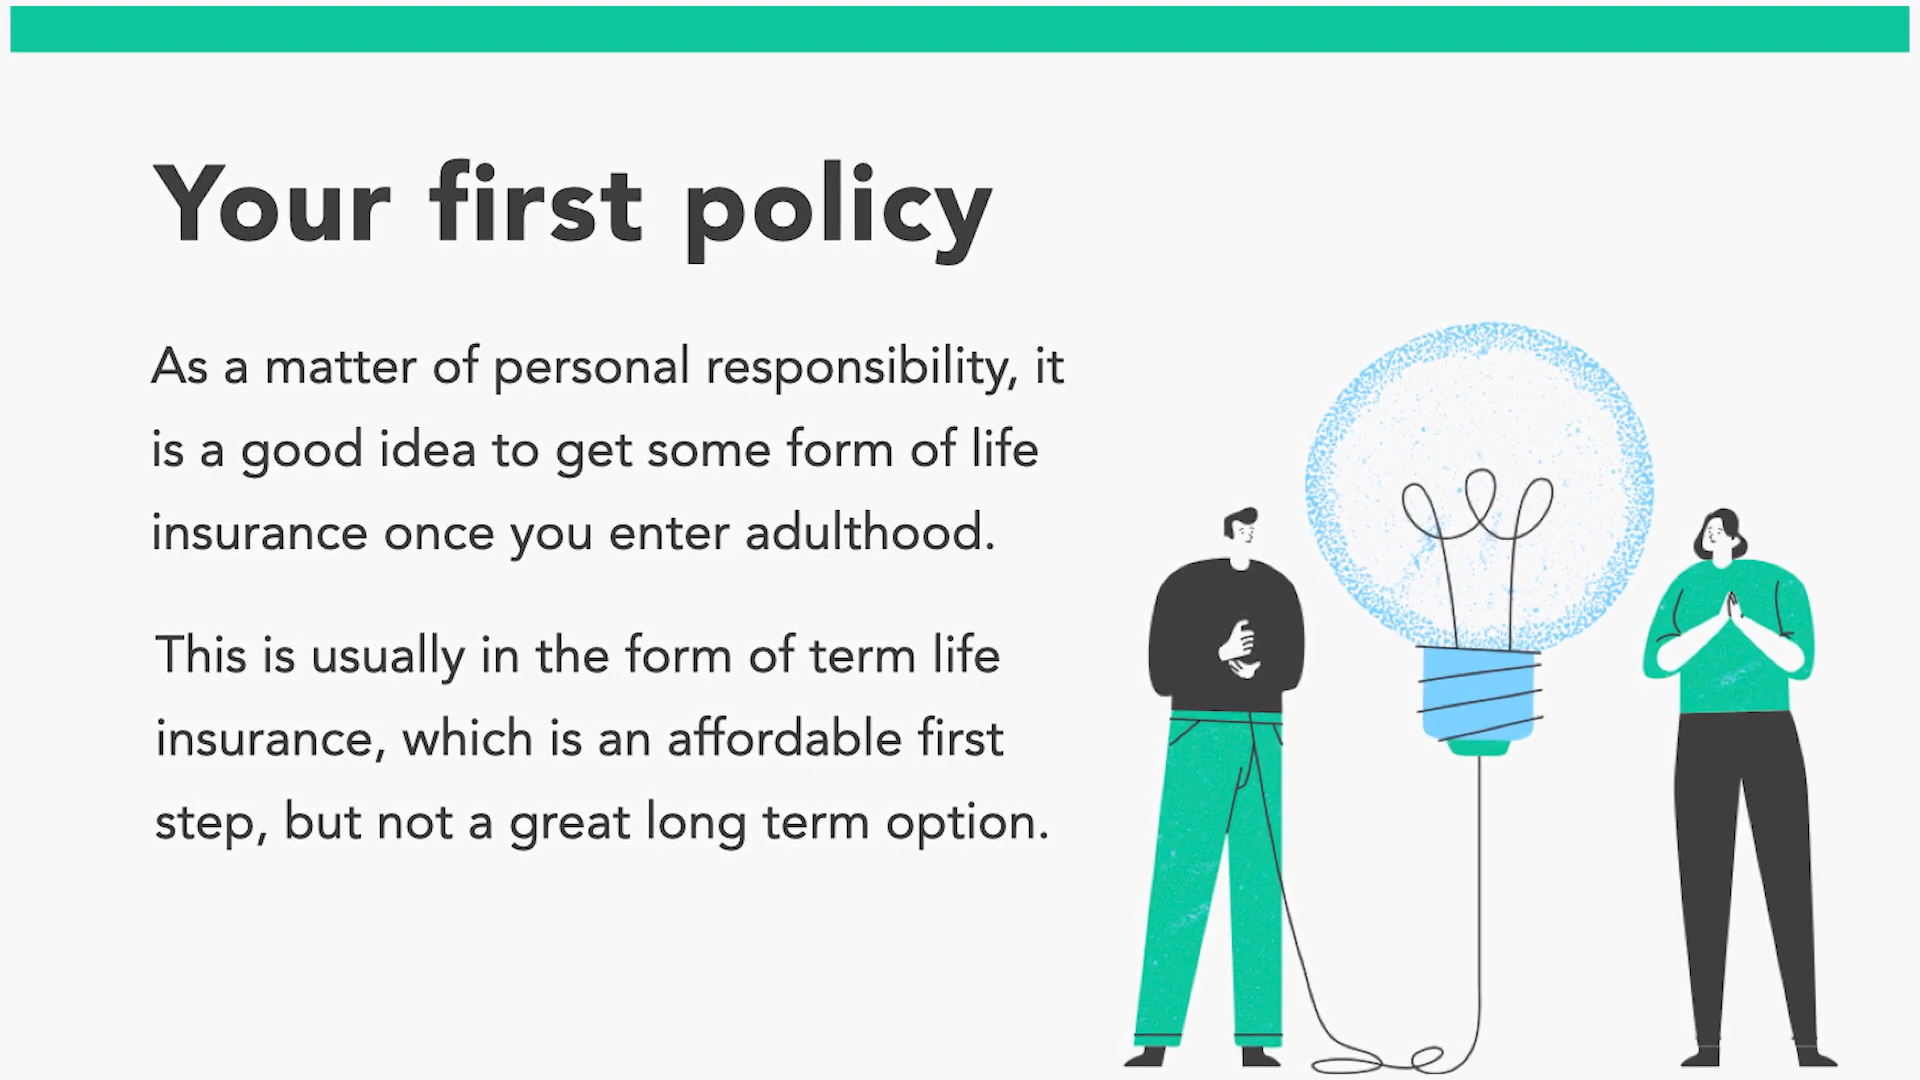 Your first policy
As a matter of personal responsibility, it
is a good idea to get some form of life
insurance once you enter adulthood.
This is usually in the form of term life
insurance, which is an affordable first
step, but not a great long term option.